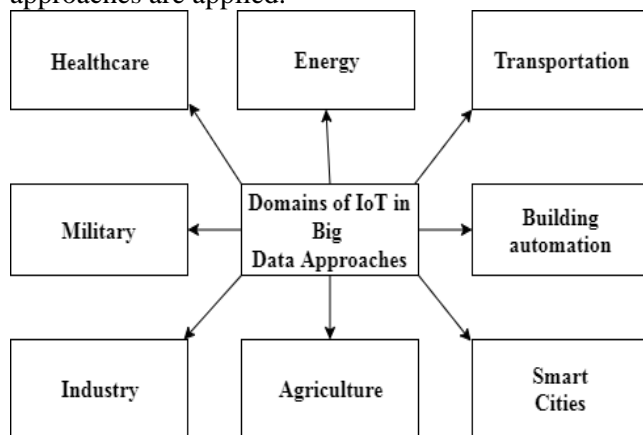 approaches are applied.
Healthcare
Energy
Transportation
Domains of IoT in
Big
Data Approaches
Military
Building
automation
Industry
Agriculture
Smart
Cities